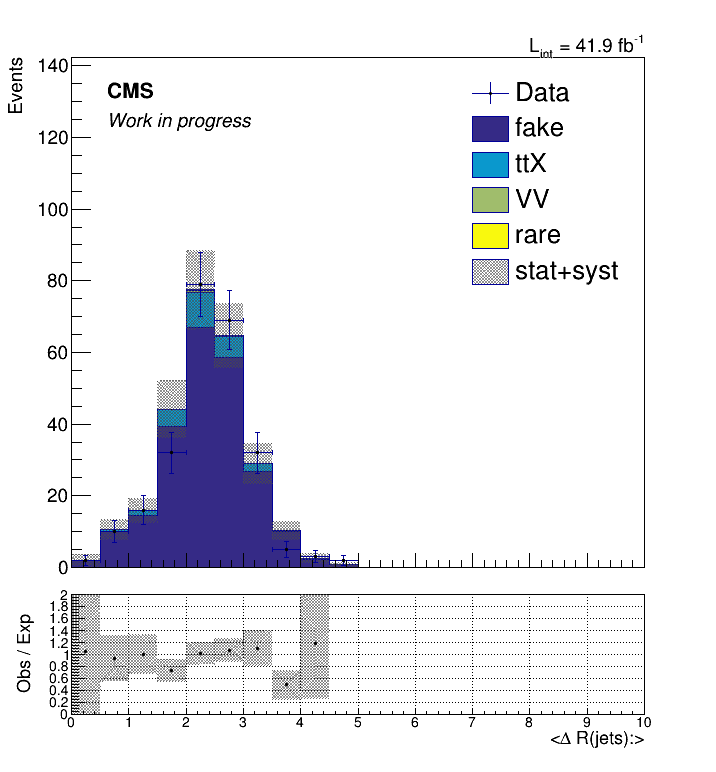 L_int = 41.9 fb^-1
Events
140
120
100
80
60
40
20
0
CMS
Work in progress
Data
fake
ttX
VV
rare
stat+syst
Obs / Exp
2
1.8
1.6
1.4
1.2
1
0.8
0.6
0.4
0.2
0
0 1 2 3 4 5 6 7 8 9 10
<Δ R(jets):>